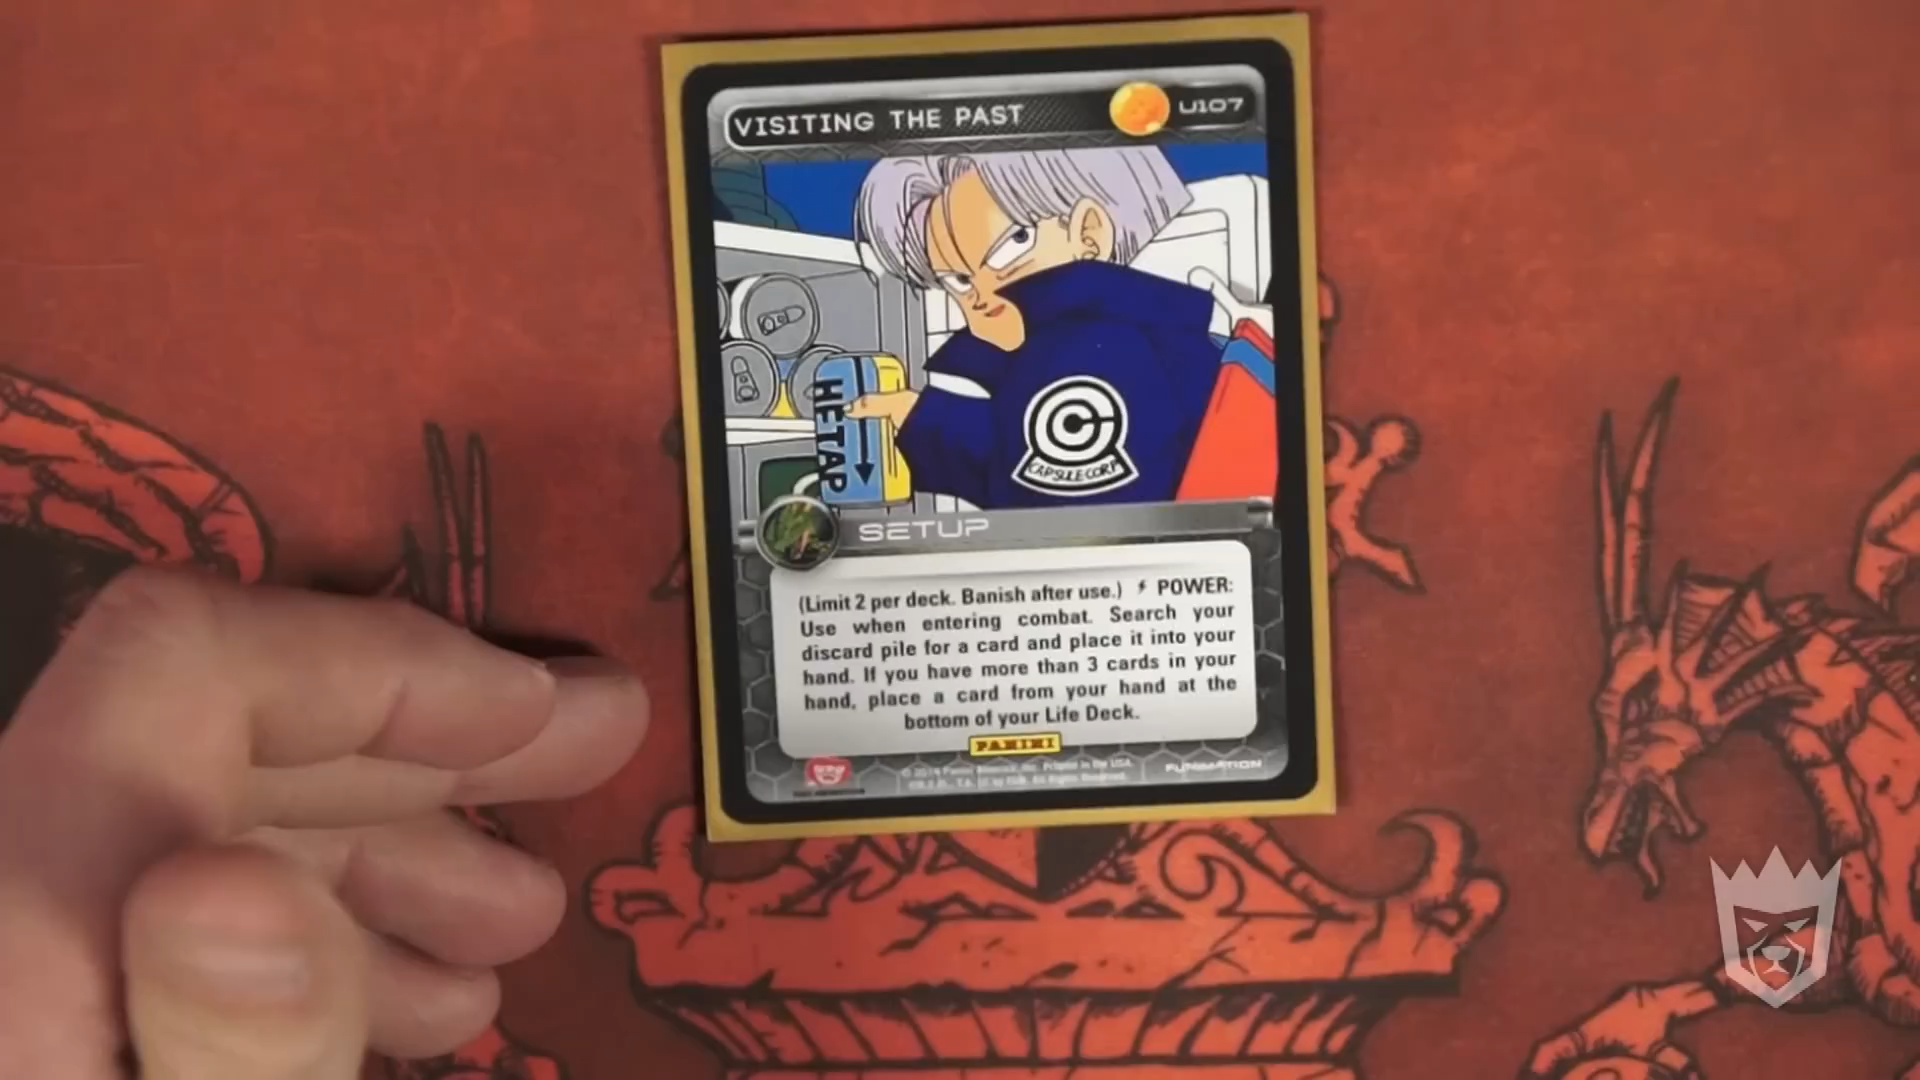 VISITING THE PAST
U107
HETAP
CAPSULE CORP
SETUP
(Limit 2 per deck. Banish after use.) POWER:
Use when entering combat. Search your
discard pile for a card and place it into your
hand. If you have more than 3 cards in your
hand, place a card from your hand at the
bottom of your Life Deck.
PANINI
FUNIMATION